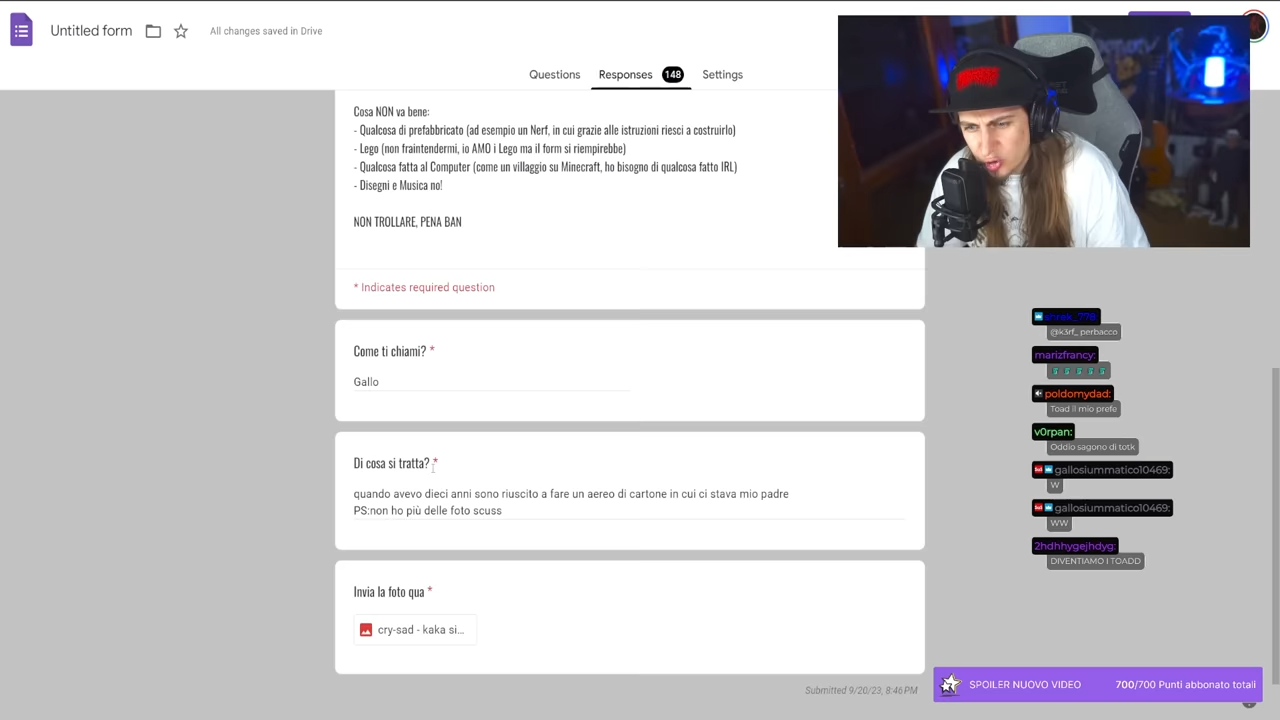 Untitled form
All changes saved in Drive
Questions
Responses 148
Settings
Cosa NON va bene:
- Qualcosa di prefabbricato (ad esempio un Nerf, in cui grazie alle istruzioni riesci a costruirlo)
- Lego (non fraintendermi, io AMO i Lego ma il form si riempirebbe)
- Qualcosa fatta al Computer (come un villaggio su Minecraft, ho bisogno di qualcosa fatto IRL)
- Disegni e Musica no!
NON TROLLARE, PENA BAN
* Indicates required question
Come ti chiami? *
Gallo
Di cosa si tratta? *
quando avevo dieci anni sono riuscito a fare un aereo di cartone in cui ci stava mio padre
PS:non ho più delle foto scuss
Invia la foto qua *
cry-sad - kaka si...
Submitted 9/20/23, 8:46 PM
shrek_778:
@k3rf_ perbacco
marizfrancy:
poldomydad:
Toad il mio prefe
v0rpan:
Oddio sagono di totk
gallosiummatico10469:
W
gallosiummatico10469:
WW
2hdhhygejhdyg:
DIVENTIAMO I TOADD
SPOILER NUOVO VIDEO
700/700 Punti abbonato totali